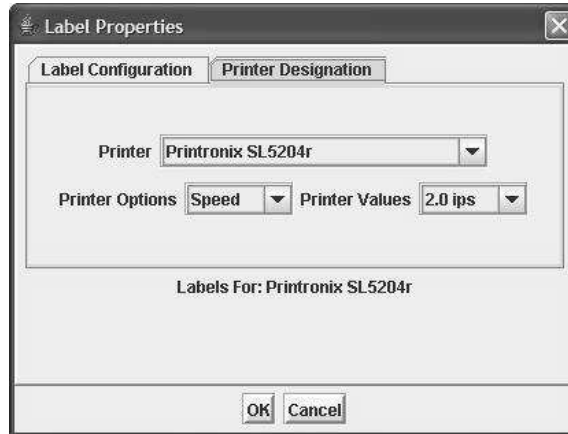 Label Properties
Label Configuration Printer Designation
Printer Printronix SL5204r
Printer Options Speed Printer Values 2.0 ips
Labels For: Printronix SL5204r
OK Cancel